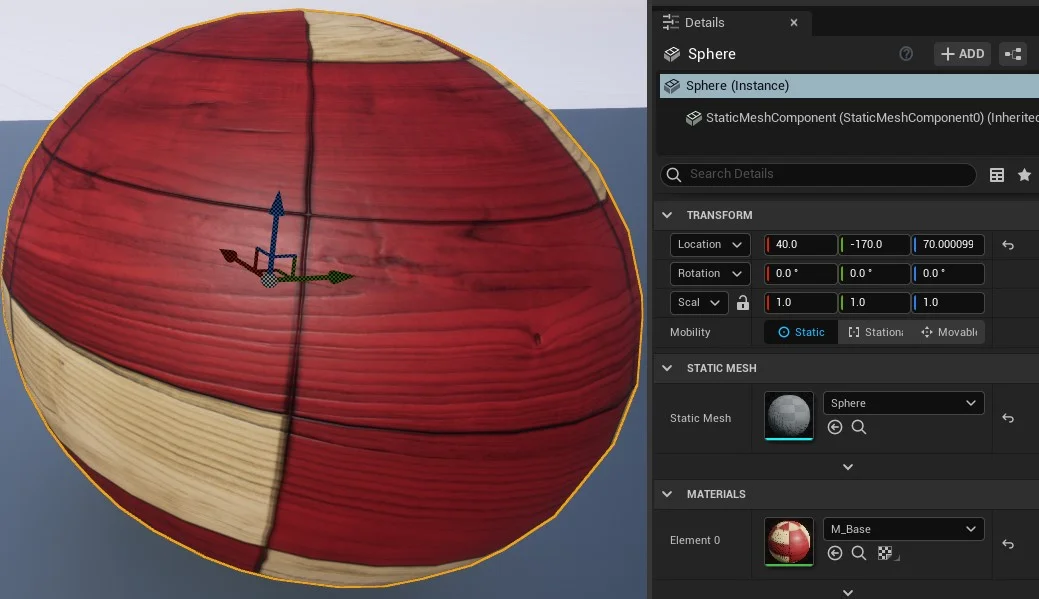 Details
Sphere
ADD
Sphere (Instance)
StaticMeshComponent (StaticMeshComponent0) (Inherited
Search Details
TRANSFORM
Location 40.0 -170.0 70.000099
Rotation 0.0 ° 0.0 ° 0.0 °
Scal 1.0 1.0 1.0
Mobility Static Stationa Movabl
STATIC MESH
Static Mesh Sphere
MATERIALS
Element 0 M_Base